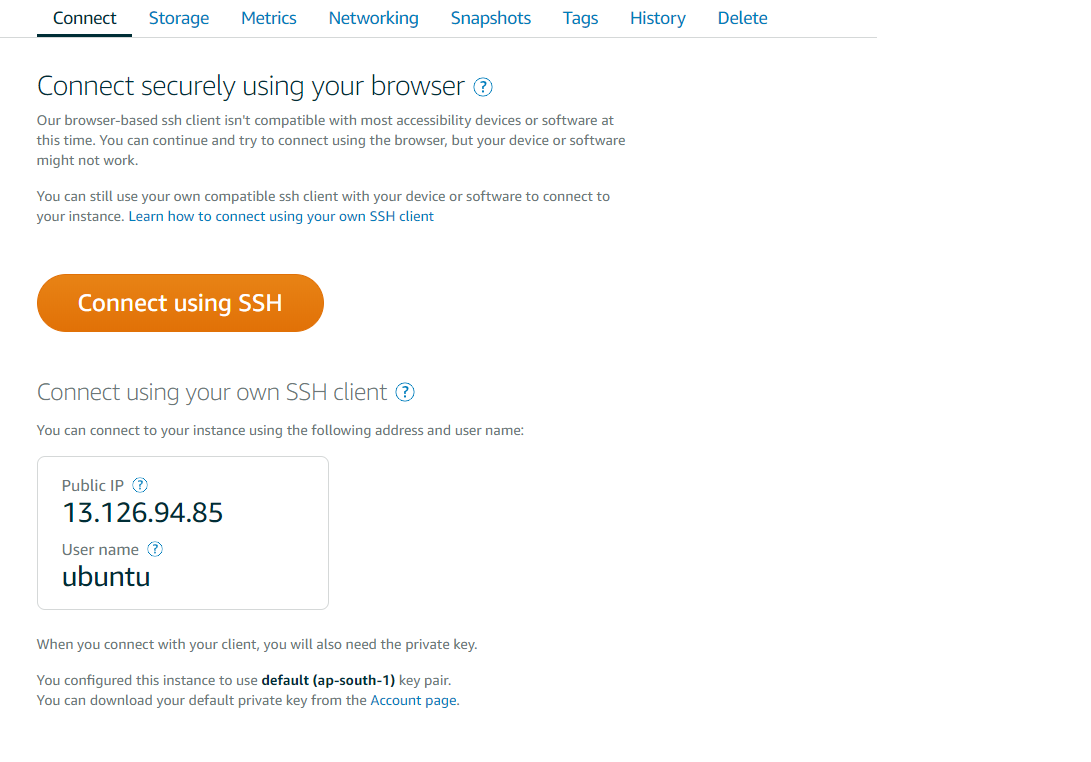 Connect Storage Metrics Networking Snapshots Tags History Delete
Connect securely using your browser ?
Our browser-based ssh client isn't compatible with most accessibility devices or software at
this time. You can continue and try to connect using the browser, but your device or software
might not work.
You can still use your own compatible ssh client with your device or software to connect to
your instance. Learn how to connect using your own SSH client
Connect using SSH
Connect using your own SSH client ?
You can connect to your instance using the following address and user name:
Public IP ?
13.126.94.85
User name ?
ubuntu
When you connect with your client, you will also need the private key.
You configured this instance to use default (ap-south-1) key pair.
You can download your default private key from the Account page.